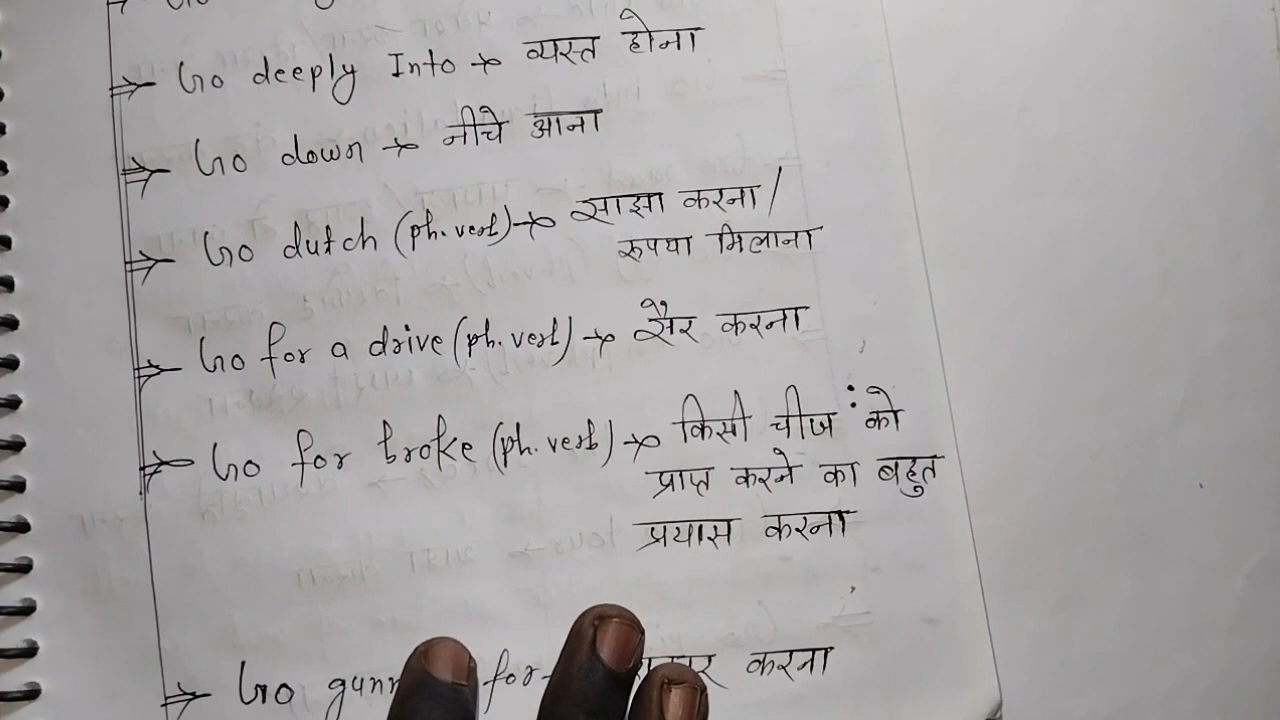 Go deeply Into → व्यस्त होना
Go down → नीचे आना
Go dutch (ph. verb) → साझा करना /
रुपया मिलाना
Go for a drive (ph. verb) → सैर करना
Go for broke (ph. verb) → किसी चीज को
प्राप्त करने का बहुत
प्रयास करना
Go for करना